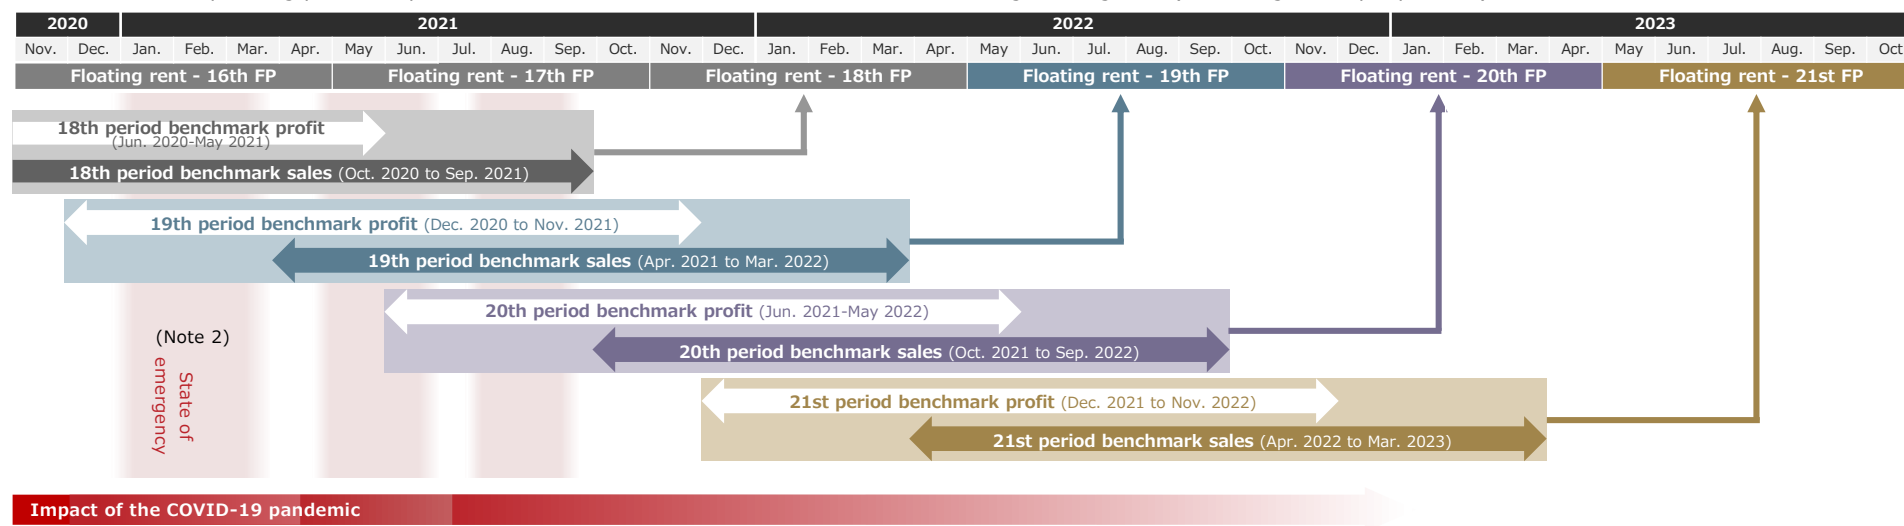 2020 2021 2022 2023
Nov. Dec. Jan. Feb. Mar. Apr. May Jun. Jul. Aug. Sep. Oct. Nov. Dec. Jan. Feb. Mar. Apr. May Jun. Jul. Aug. Sep. Oct. Nov. Dec. Jan. Feb. Mar. Apr. May Jun. Jul. Aug. Sep. Oct
Floating rent - 16th FP Floating rent - 17th FP Floating rent - 18th FP Floating rent - 19th FP Floating rent - 20th FP Floating rent - 21st FP
18th period benchmark profit
(Jun. 2020-May 2021)
18th period benchmark sales (Oct. 2020 to Sep. 2021)
19th period benchmark profit (Dec. 2020 to Nov. 2021)
19th period benchmark sales (Apr. 2021 to Mar. 2022)
20th period benchmark profit (Jun. 2021-May 2022)
(Note 2)
20th period benchmark sales (Oct. 2021 to Sep. 2022)
State of
emergency
21st period benchmark profit (Dec. 2021 to Nov. 2022)
21st period benchmark sales (Apr. 2022 to Mar. 2023)
Impact of the COVID-19 pandemic